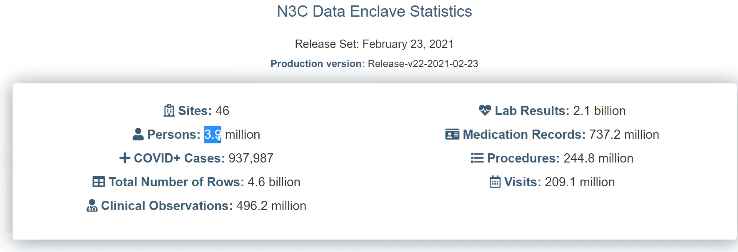 N3C Data Enclave Statistics
Release Set: February 23, 2021
Production version: Release-v22-2021-02-23
Sites: 46
Persons: 3.9 million
COVID+ Cases: 937,987
Total Number of Rows: 4.6 billion
Clinical Observations: 496.2 million
Lab Results: 2.1 billion
Medication Records: 737.2 million
Procedures: 244.8 million
Visits: 209.1 million